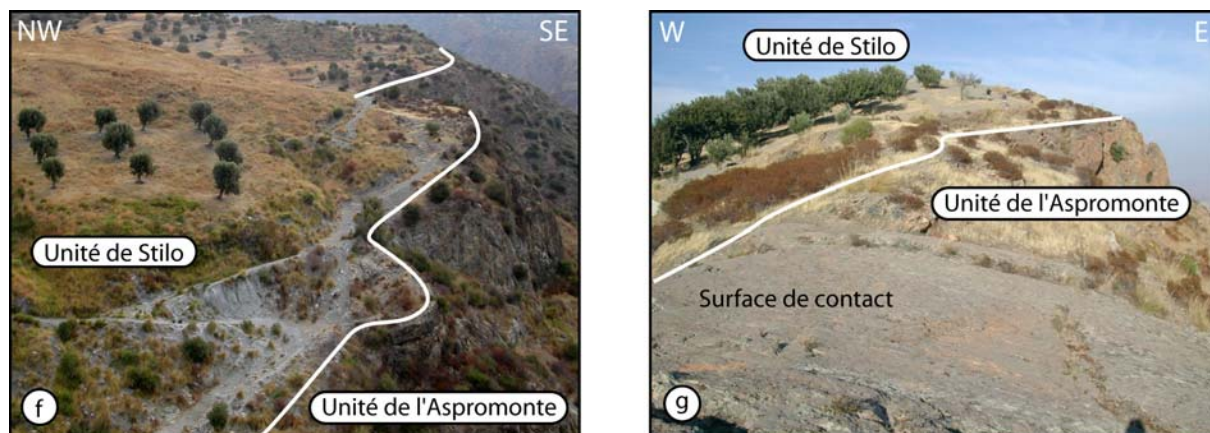 NW SE
Unité de Stilo
Unité de l'Aspromonte
f
W E
Unité de Stilo
Unité de l'Aspromonte
Surface de contact
g